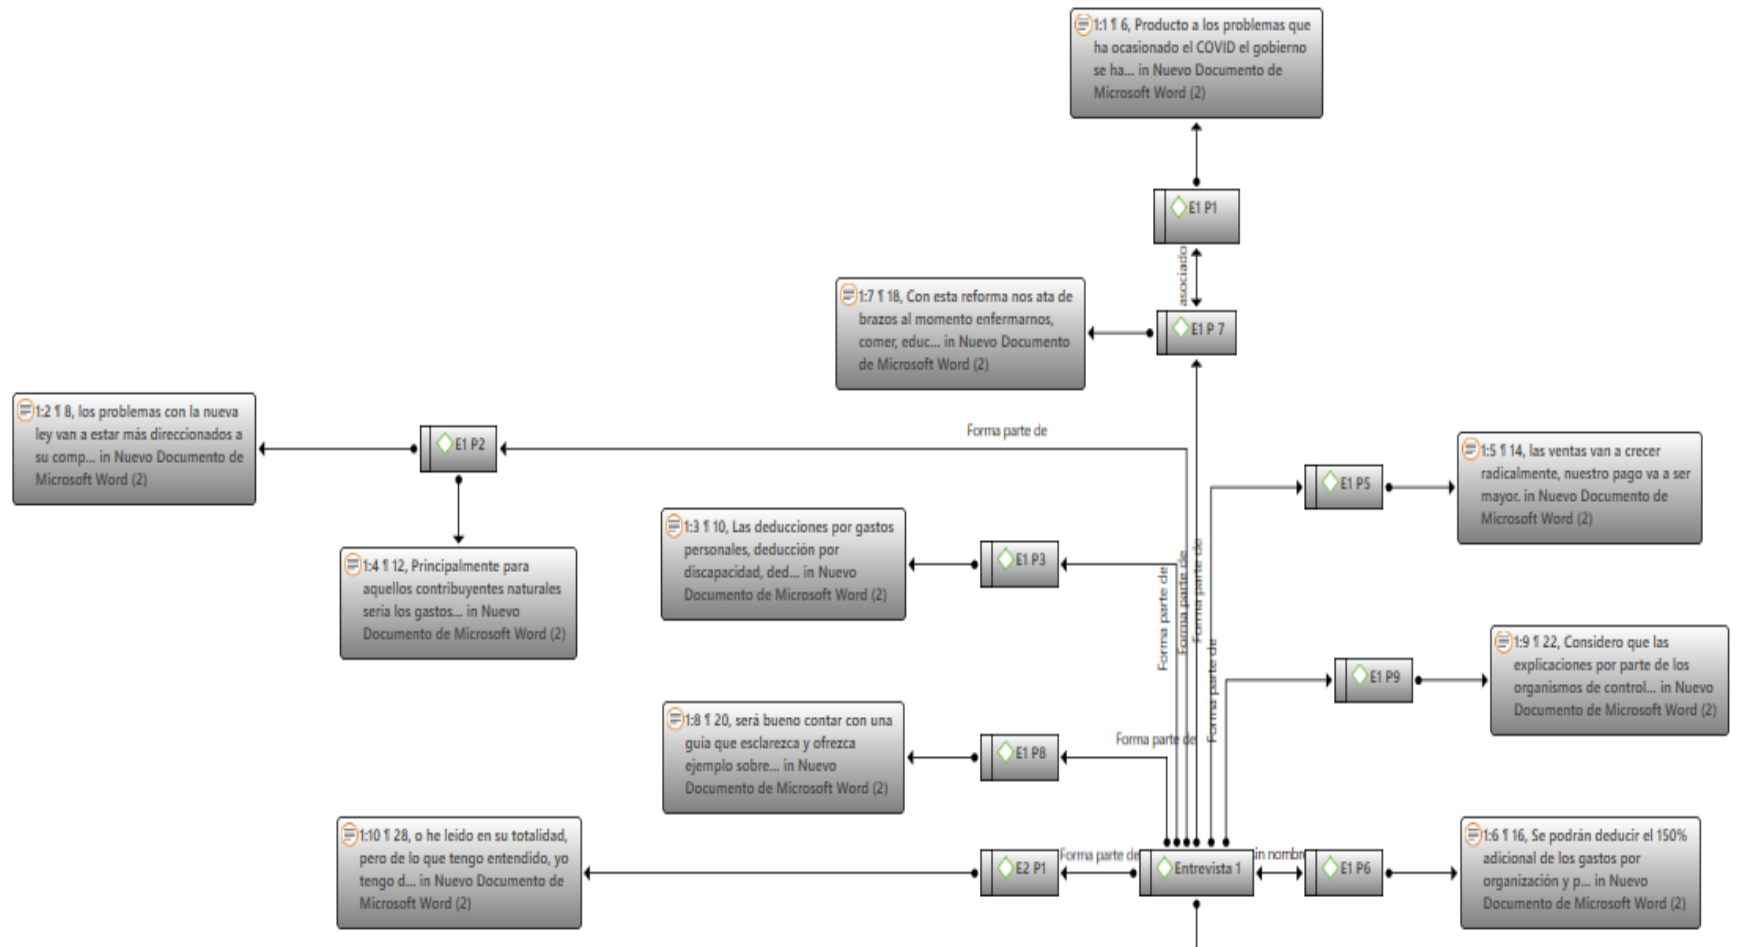 1:1 ¶ 6, Producto a los problemas que
ha ocasionado el COVID el gobierno
se ha... in Nuevo Documento de
Microsoft Word (2)
E1 P1
asociado
1:7 ¶ 18, Con esta reforma nos ata de
brazos al momento enfermarnos,
comer, educ... in Nuevo Documento
de Microsoft Word (2)
E1 P 7
1:2 ¶ 8, los problemas con la nueva
ley van a estar más direccionados a
su comp... in Nuevo Documento de
Microsoft Word (2)
E1 P2
Forma parte de
1:5 ¶ 14, las ventas van a crecer
radicalmente, nuestro pago va a ser
mayor. in Nuevo Documento de
Microsoft Word (2)
E1 P5
1:4 ¶ 12, Principalmente para
aquellos contribuyentes naturales
seria los gastos... in Nuevo
Documento de Microsoft Word (2)
1:3 ¶ 10, Las deducciones por gastos
personales, deducción por
discapacidad, ded... in Nuevo
Documento de Microsoft Word (2)
E1 P3
Forma parte de
Forma parte de
Forma parte de
Forma parte de
1:9 ¶ 22, Considero que las
explicaciones por parte de los
organismos de control... in Nuevo
Documento de Microsoft Word (2)
E1 P9
1:8 ¶ 20, será bueno contar con una
guia que esclarezca y ofrezca
ejemplo sobre... in Nuevo
Documento de Microsoft Word (2)
E1 P8
Forma parte de
1:10 ¶ 28, o he leido en su totalidad,
pero de lo que tengo entendido, yo
tengo d... in Nuevo Documento de
Microsoft Word (2)
E2 P1
Forma parte de
Entrevista 1
in nombr
E1 P6
1:6 ¶ 16, Se podrán deducir el 150%
adicional de los gastos por
organización y p... in Nuevo
Documento de Microsoft Word (2)